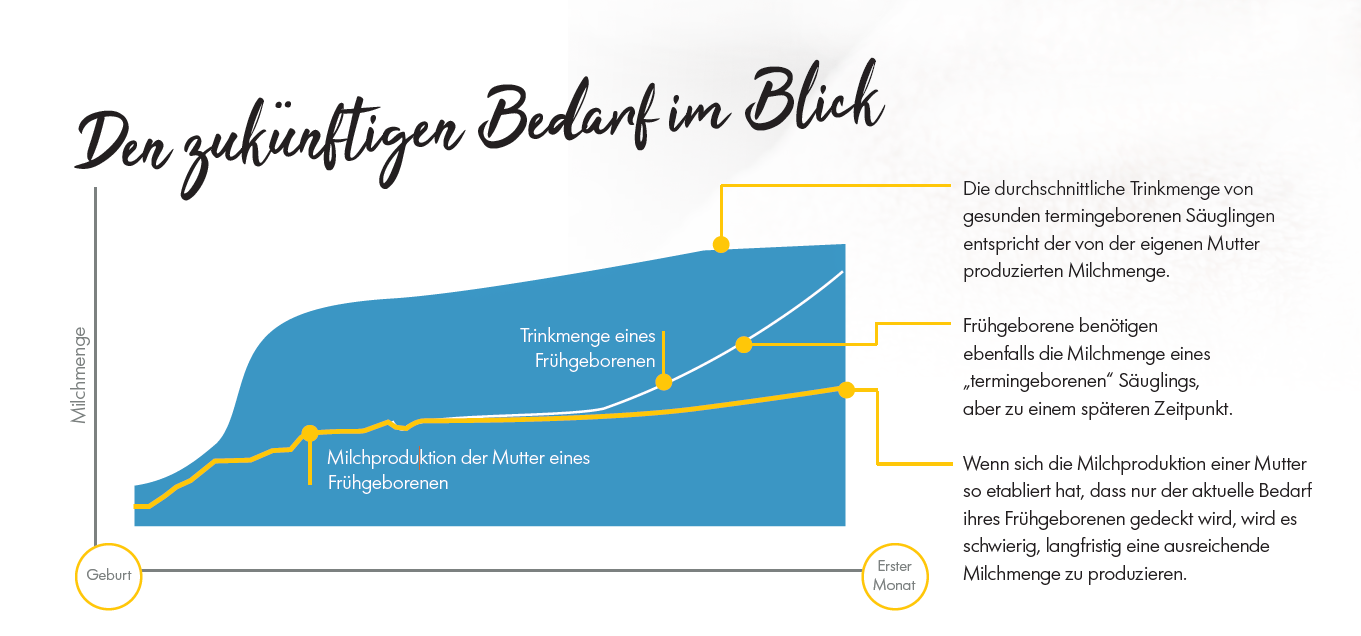 Den zukünftigen Bedarf im Blick
Milchmenge
Die durchschnittliche Trinkmenge von
gesunden termingeborenen Säuglingen
entspricht der von der eigenen Mutter
produzierten Milchmenge.
Trinkmenge eines
Frühgeborenen
Frühgeborene benötigen
ebenfalls die Milchmenge eines
„termingeborenen“ Säuglings,
aber zu einem späteren Zeitpunkt.
Milchproduktion der Mutter eines
Frühgeborenen
Wenn sich die Milchproduktion einer Mutter
so etabliert hat, dass nur der aktuelle Bedarf
ihres Frühgeborenen gedeckt wird, wird es
schwierig, langfristig eine ausreichende
Milchmenge zu produzieren.
Geburt
Erster
Monat